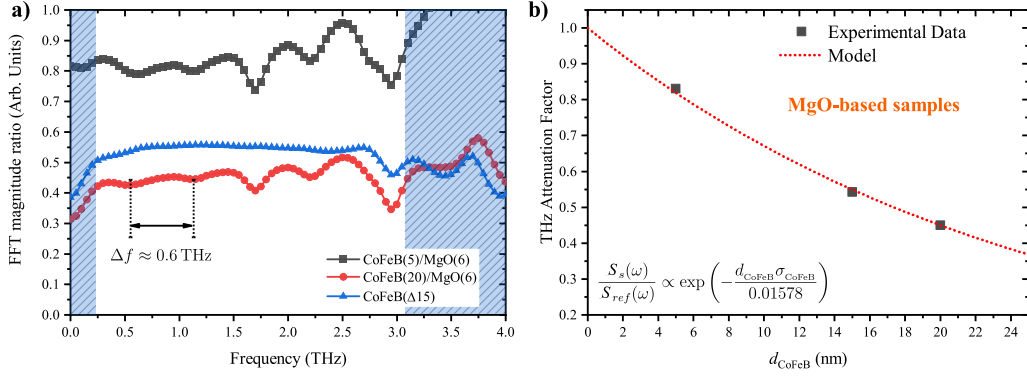 a)
FFT magnitude ratio (Arb. Units)
1.0
0.9
0.8
0.7
0.6
0.5
0.4
0.3
0.2
0.1
0.0
Δf ≈ 0.6 THz
CoFeB(5)/MgO(6)
CoFeB(20)/MgO(6)
CoFeB(Δ15)
0.0 0.5 1.0 1.5 2.0 2.5 3.0 3.5 4.0
Frequency (THz)
b)
THz Attenuation Factor
1.0
0.9
0.8
0.7
0.6
0.5
0.4
0.3
0.2
Experimental Data
Model
MgO-based samples
S_s(ω)/S_ref(ω) ∝ exp(−d_CoFeB σ_CoFeB/0.01578)
0 2 4 6 8 10 12 14 16 18 20 22 24
d_CoFeB (nm)